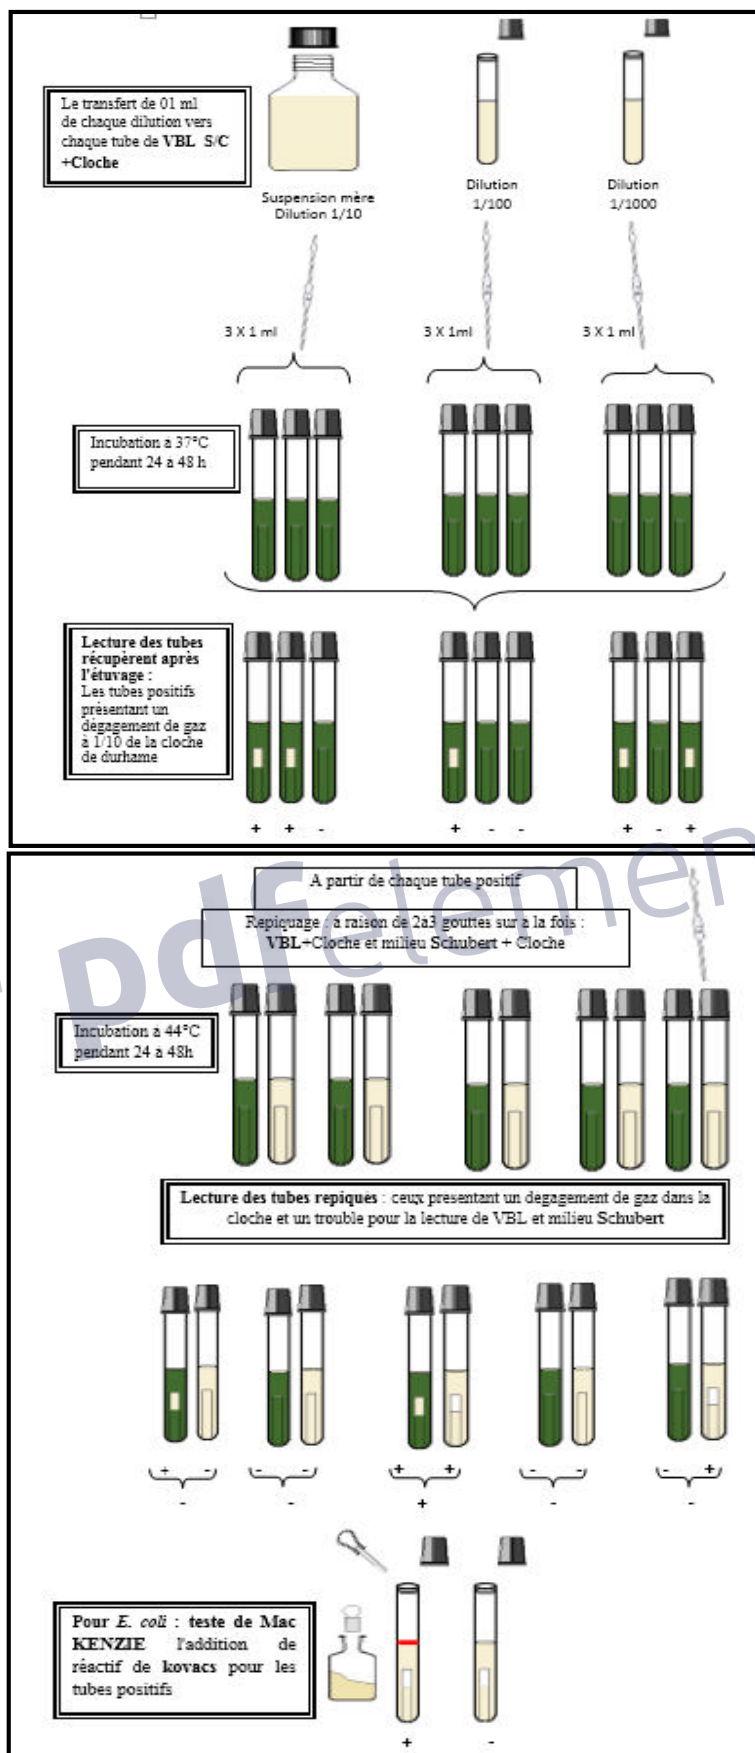 Le transfert de 01 ml
de chaque dilution vers
chaque tube de VBL S/C
+Cloche
Suspension mère
Dilution 1/10
Dilution
1/100
Dilution
1/1000
3 X 1 ml
3 X 1ml
3 X 1 ml
Incubation à 37°C
pendant 24 à 48 h
Lecture des tubes
récupèrent après
l'étuvage :
Les tubes positifs
présentant un
dégagement de gaz
à 1/10 de la cloche
de durhame
+ + - + - - + - +
A partir de chaque tube positif
Repiquage : à raison de 2à3 gouttes sur à la fois :
VBL+Cloche et milieu Schubert + Cloche
pdfelemen
Incubation à 44°C
pendant 24 à 48h
Lecture des tubes repiqués : ceux présentant un dégagement de gaz dans la
cloche et un trouble pour la lecture de VBL et milieu Schubert
+ - - - + + - - - +
- - + - -
Pour E. coli : teste de Mac
KENZIE l'addition de
réactif de kovacs pour les
tubes positifs
+ -